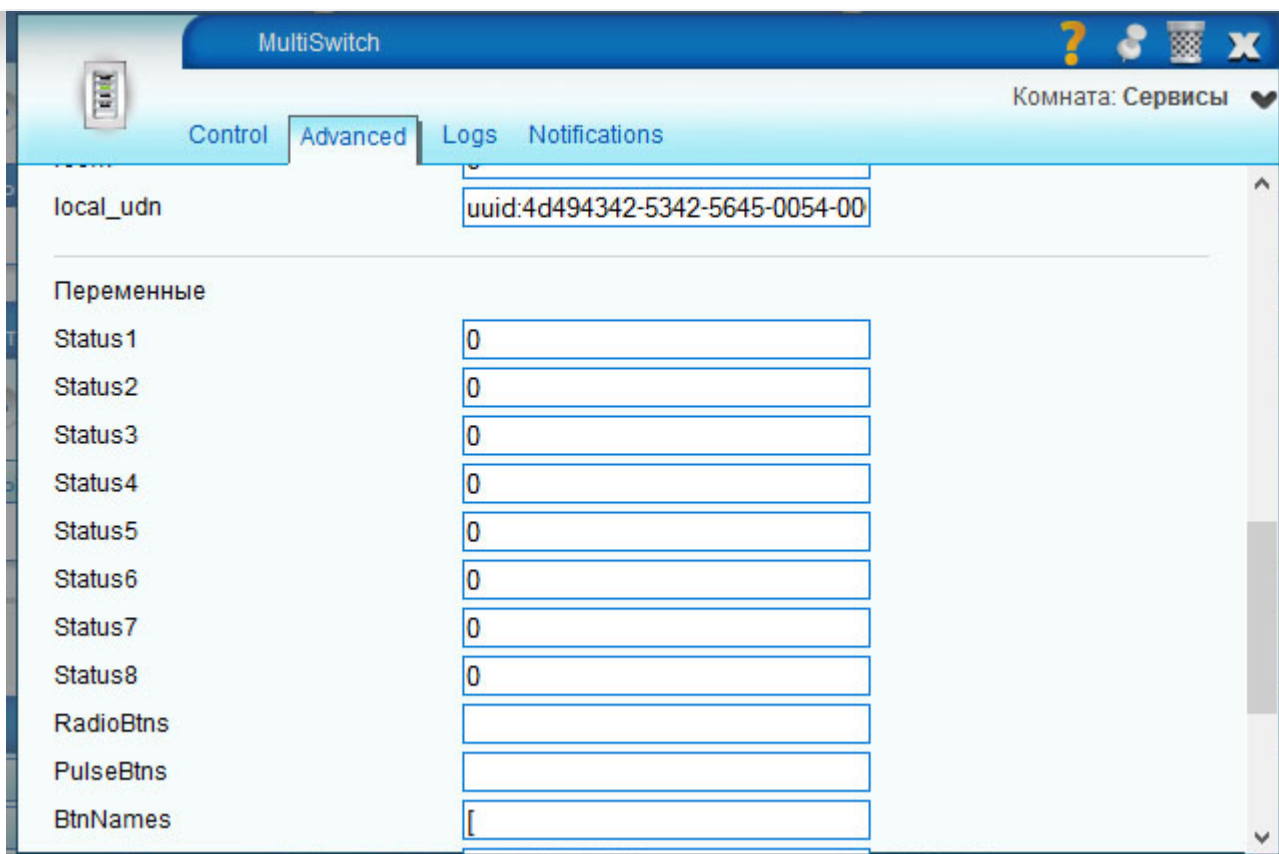 MultiSwitch
Комната: Сервисы
Control Advanced Logs Notifications
local_udn uuid:4d494342-5342-5645-0054-00
Переменные
Status1 0
Status2 0
Status3 0
Status4 0
Status5 0
Status6 0
Status7 0
Status8 0
RadioBtns
PulseBtns
BtnNames [